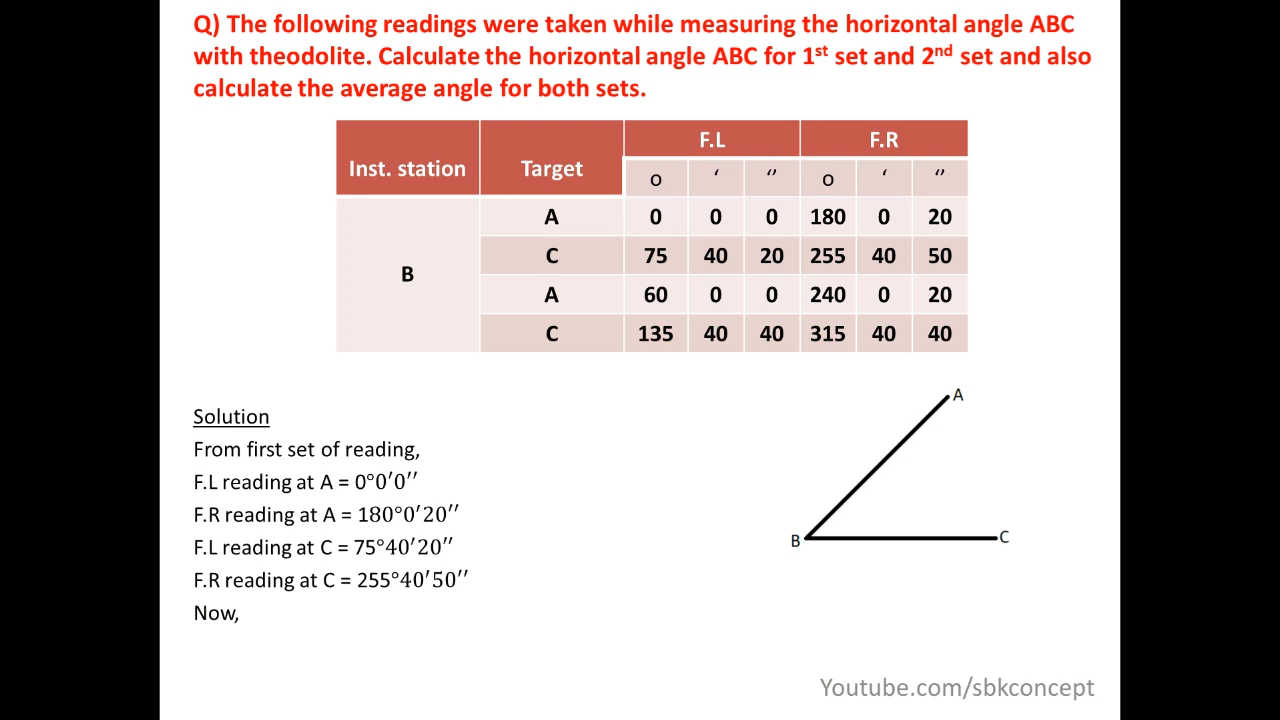 Q) The following readings were taken while measuring the horizontal angle ABC
with theodolite. Calculate the horizontal angle ABC for 1st set and 2nd set and also
calculate the average angle for both sets.
Inst. station Target F.L F.R
o ‘ ‘’ o ‘ ‘’
B
A 0 0 0 180 0 20
C 75 40 20 255 40 50
A 60 0 0 240 0 20
C 135 40 40 315 40 40
Solution
From first set of reading,
F.L reading at A = 0°0′0′′
F.R reading at A = 180°0′20′′
F.L reading at C = 75°40′20′′
F.R reading at C = 255°40′50′′
Now,
A
B
C
Youtube.com/sbkconcept